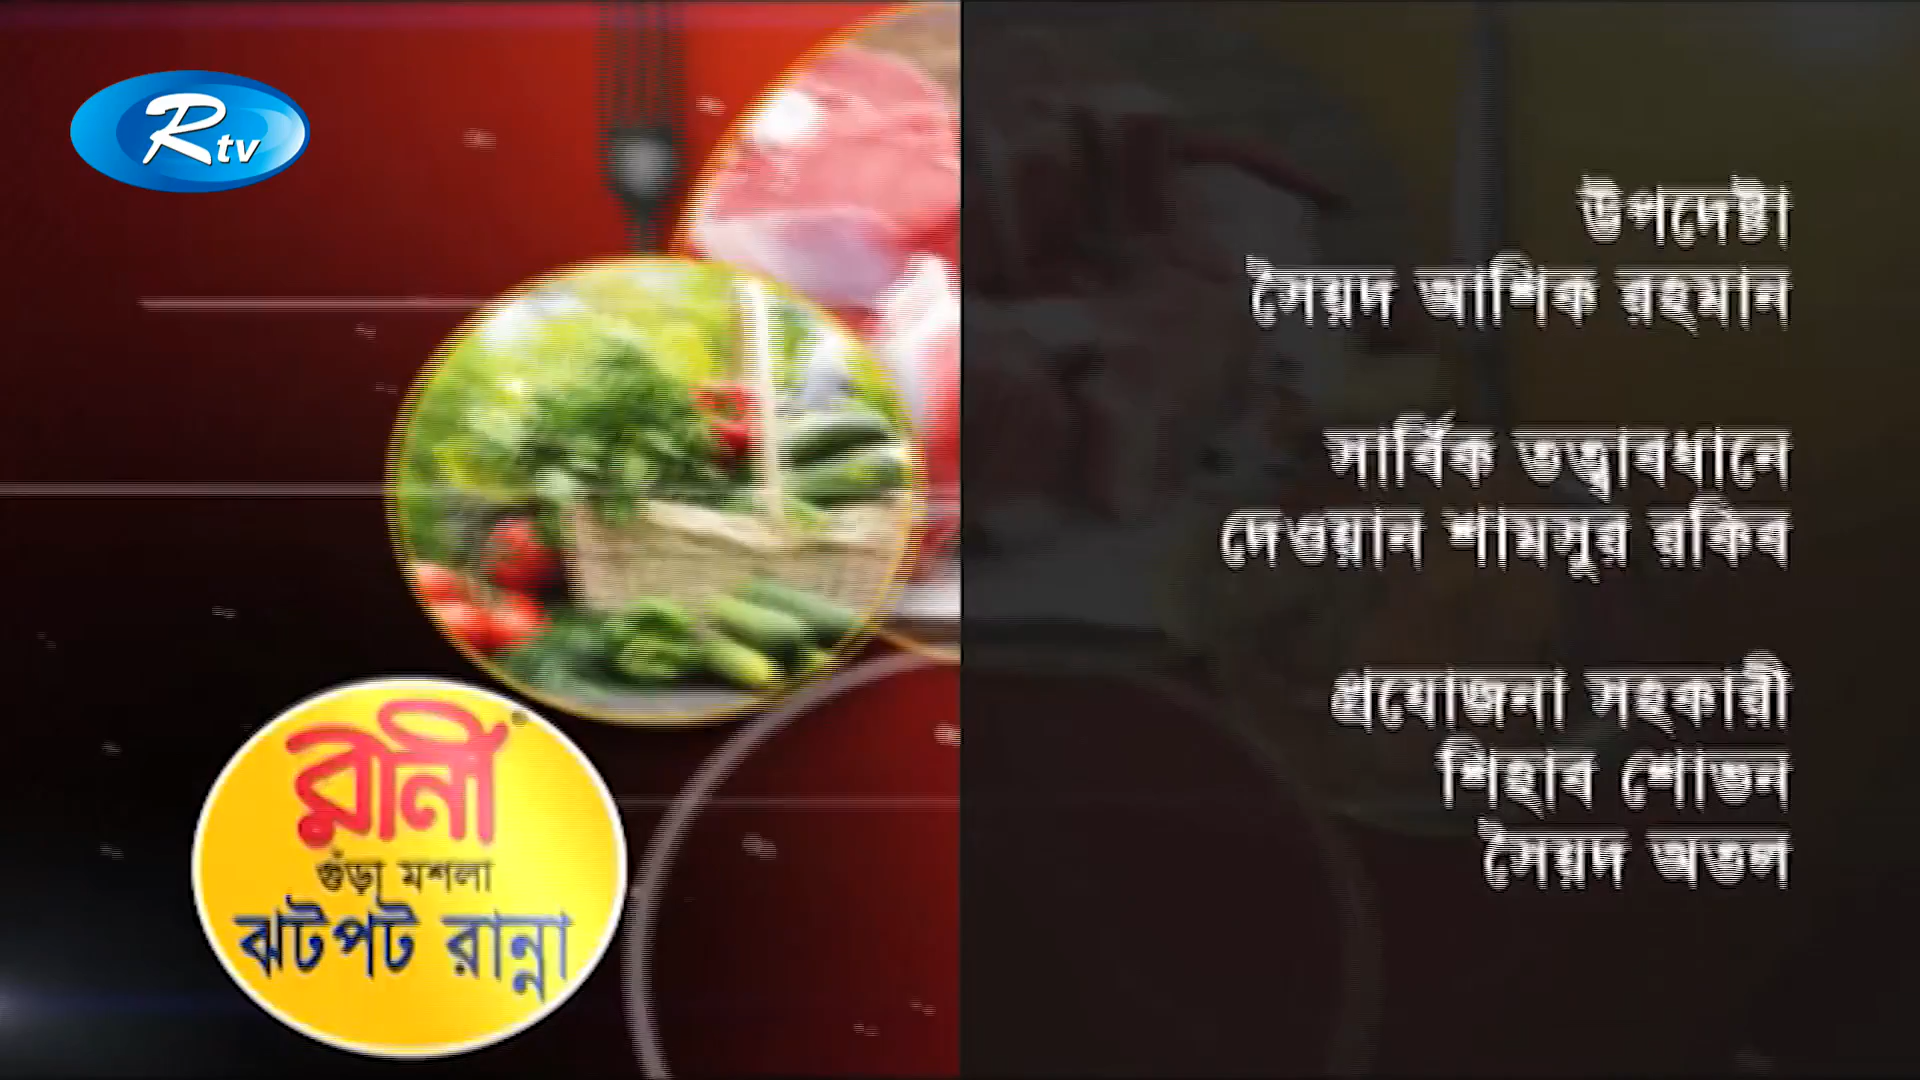 Rtv
উপদেষ্টা
সৈয়দ আশিক রহমান
সার্বিক তত্বাবধানে
দেওয়ান শামসুর রকিব
প্রযোজনা সহকারী
শিহাব শোভন
সৈয়দ অতল
রানী
গুঁড়া মশলা
ঝটপট রান্না